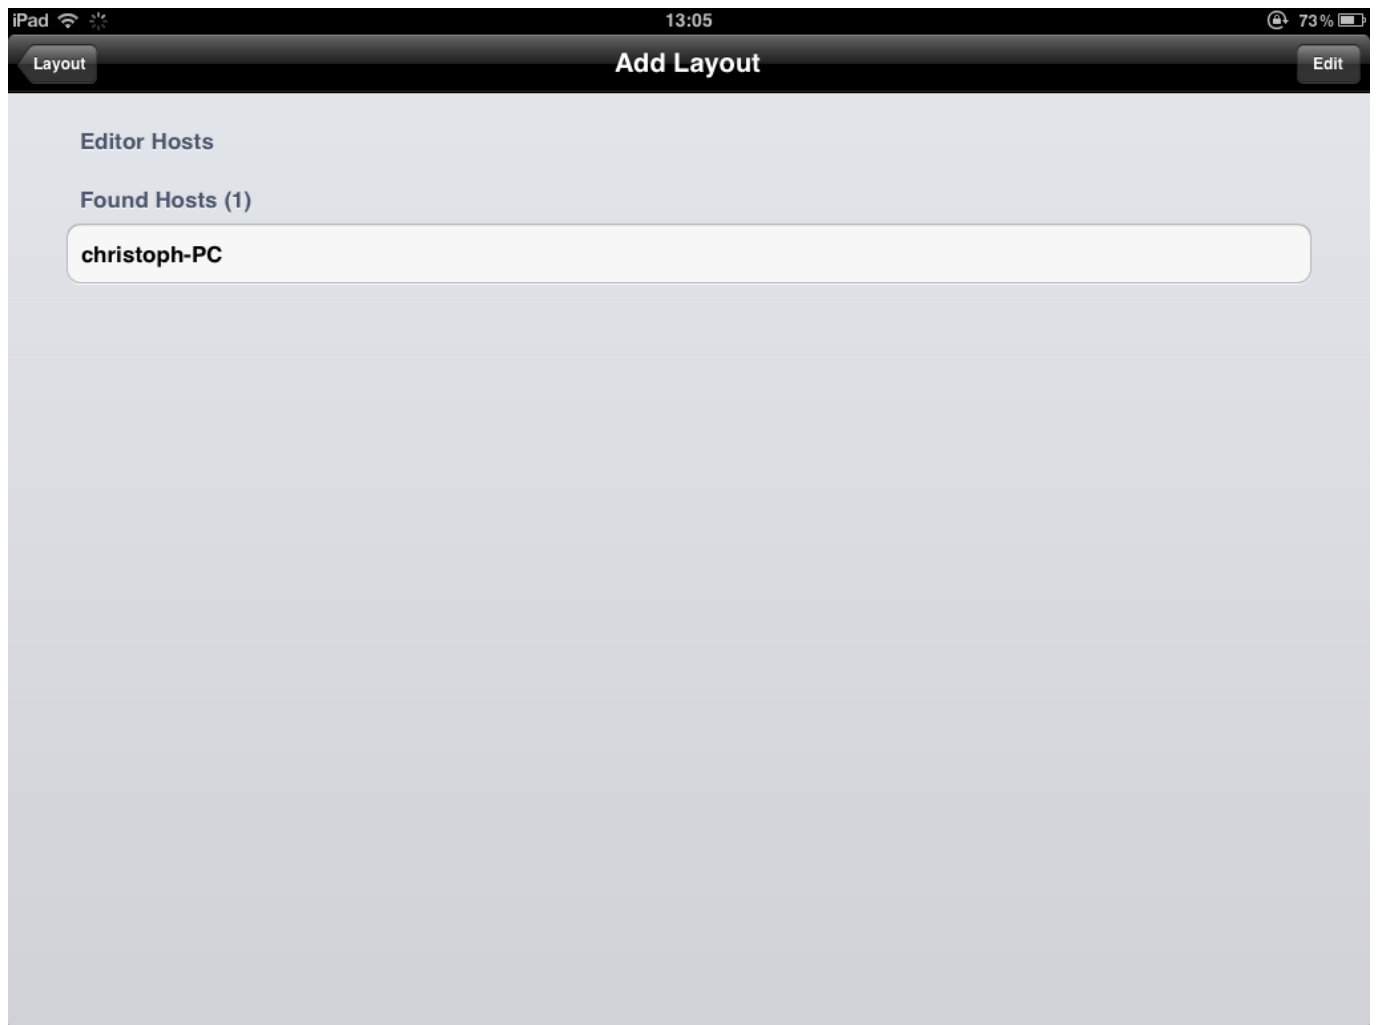 iPad 13:05 73%
Layout Add Layout Edit
Editor Hosts
Found Hosts (1)
christoph-PC